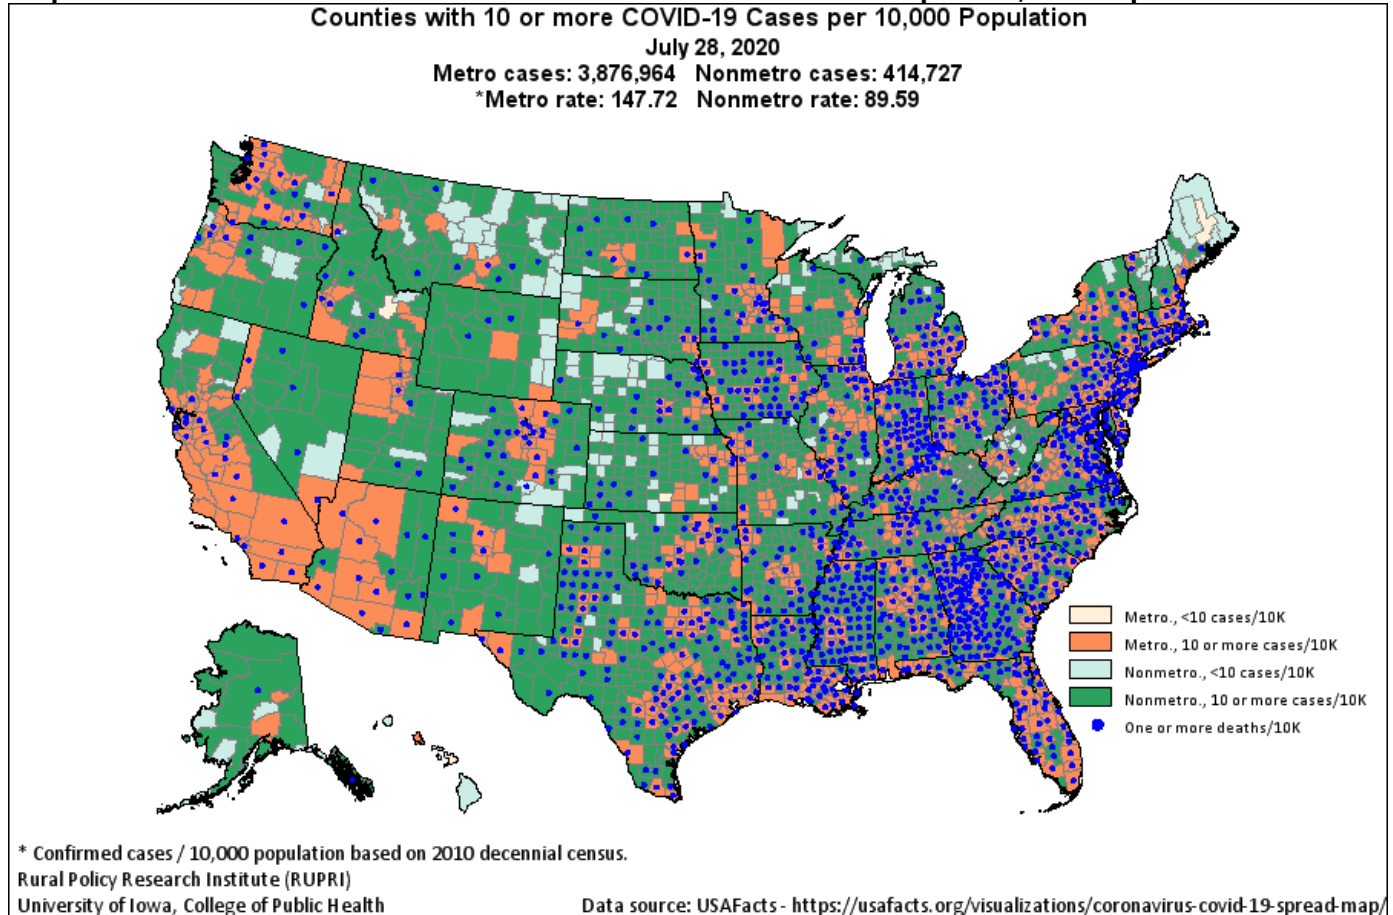 Counties with 10 or more COVID-19 Cases per 10,000 Population
July 28, 2020
Metro cases: 3,876,964 Nonmetro cases: 414,727
*Metro rate: 147.72 Nonmetro rate: 89.59
Metro., <10 cases/10K
Metro., 10 or more cases/10K
Nonmetro., <10 cases/10K
Nonmetro., 10 or more cases/10K
One or more deaths/10K
* Confirmed cases / 10,000 population based on 2010 decennial census.
Rural Policy Research Institute (RUPRI)
University of Iowa, College of Public Health
Data source: USAFacts - https://usafacts.org/visualizations/coronavirus-covid-19-spread-map/